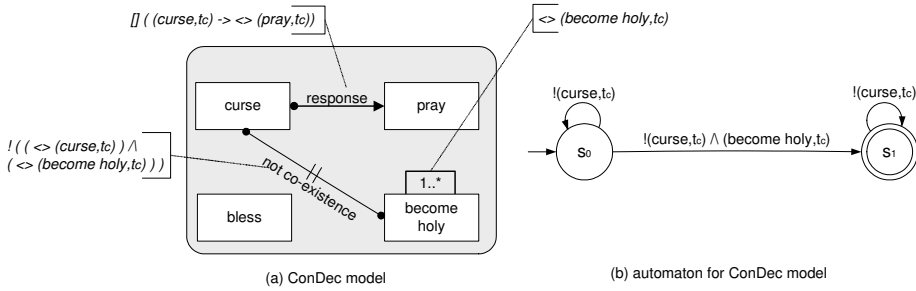 [] ( (curse,tc) -> <> (pray,tc))
<> (become holy,tc)
curse
response
pray
! ( ( <> (curse,tc) ) /\
( <> (become holy,tc) ) )
not co-existence
1..*
become
holy
bless
(a) ConDec model
!(curse,tc)
!(curse,tc)
s0
!(curse,tc) /\ (become holy,tc)
s1
(b) automaton for ConDec model